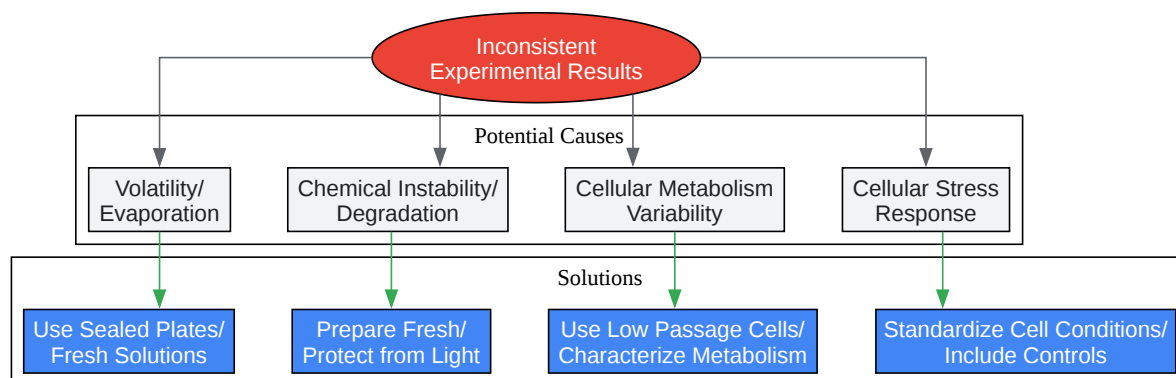 Inconsistent
Experimental Results
Potential Causes
Volatility/
Evaporation
Chemical Instability/
Degradation
Cellular Metabolism
Variability
Cellular Stress
Response
Solutions
Use Sealed Plates/
Fresh Solutions
Prepare Fresh/
Protect from Light
Use Low Passage Cells/
Characterize Metabolism
Standardize Cell Conditions/
Include Controls